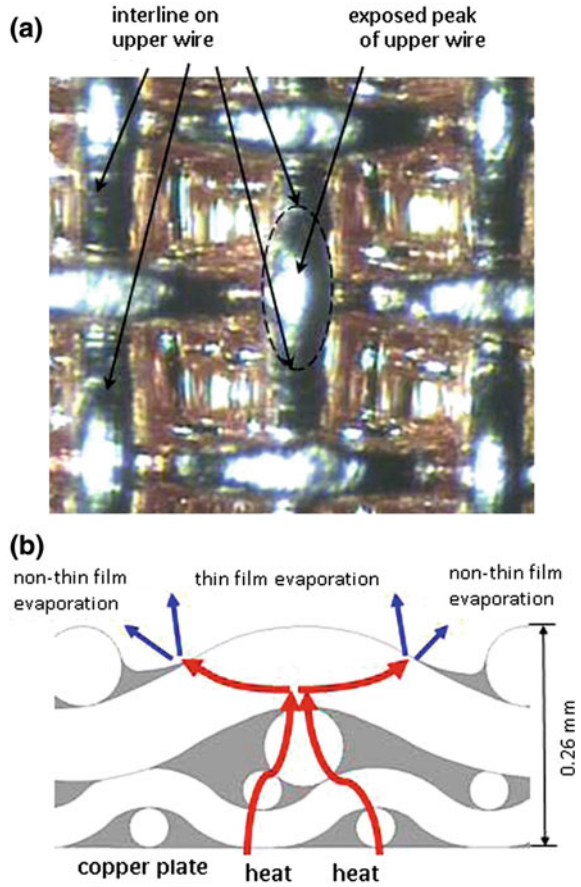 (a)
interline on
upper wire
exposed peak
of upper wire
(b)
non-thin film
evaporation
thin film evaporation
non-thin film
evaporation
0.26 mm
copper plate
heat
heat